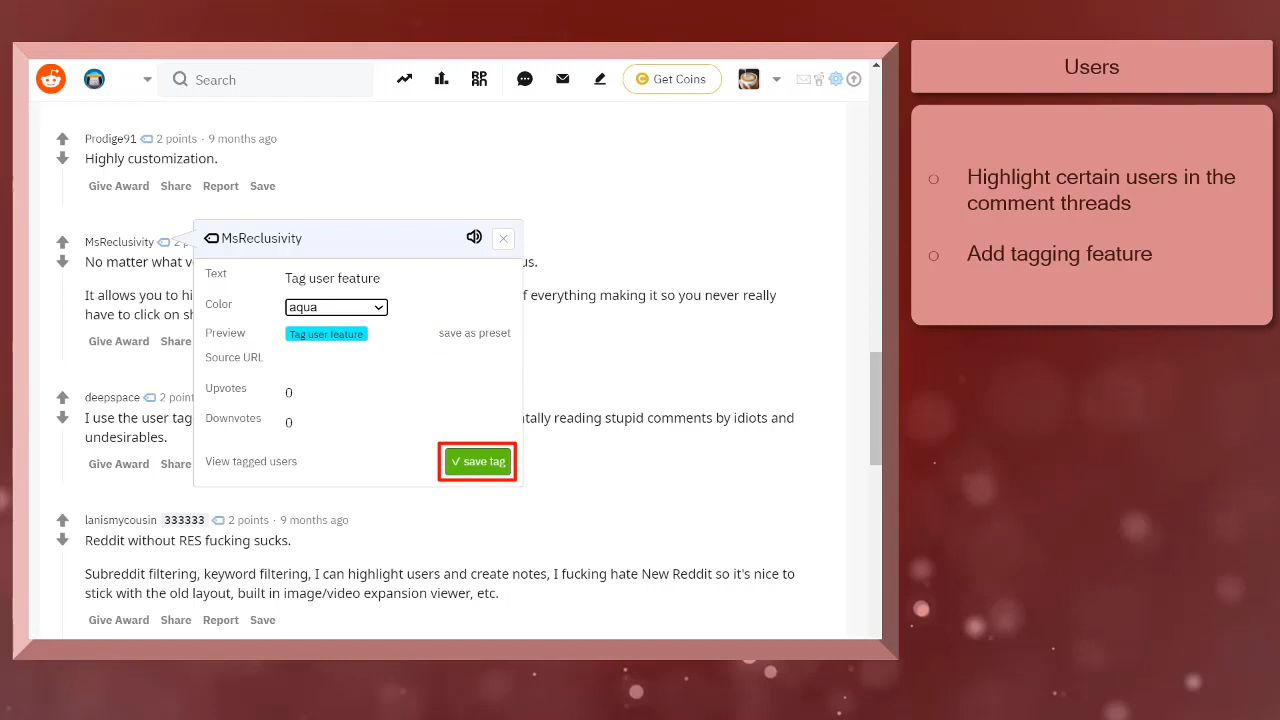 Search
Get Coins
Prodige91 2 points · 9 months ago
Highly customization.
Give Award Share Report Save
MsReclusivity 2
No matter what us.
It allows you to of everything making it so you never really
have to click on
Give Award Share
MsReclusivity
Text Tag user feature
Color aqua
Preview Tag user feature save as preset
Source URL
Upvotes 0
Downvotes 0
View tagged users ✓ save tag
deepspace 2
I use the user reading stupid comments by idiots and
undesirables.
Give Award Share
lanismycousin 333333 2 points · 9 months ago
Reddit without RES fucking sucks.
Subreddit filtering, keyword filtering, I can highlight users and create notes, I fucking hate New Reddit so it's nice to
stick with the old layout, built in image/video expansion viewer, etc.
Give Award Share Report Save
Users
○ Highlight certain users in the
comment threads
○ Add tagging feature